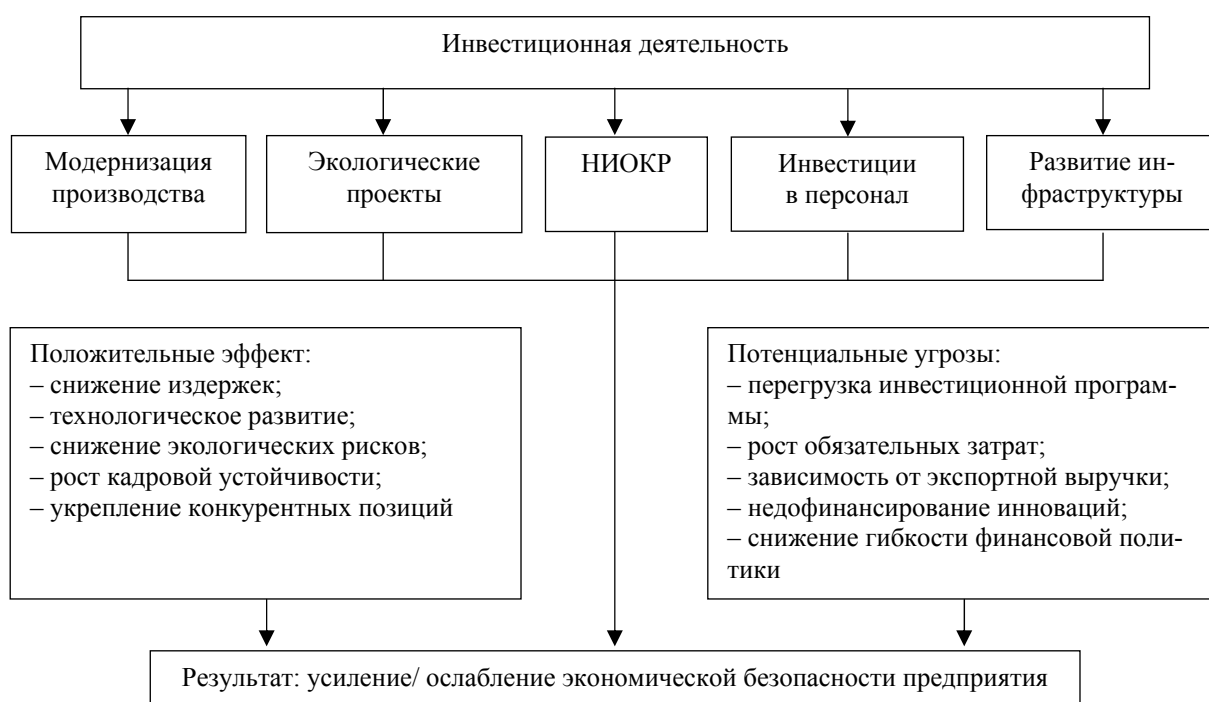 Инвестиционная деятельность
Модернизация
производства
Экологические
проекты
НИОКР
Инвестиции
в персонал
Развитие ин-
фраструктуры
Положительные эффект:
– снижение издержек;
– технологическое развитие;
– снижение экологических рисков;
– рост кадровой устойчивости;
– укрепление конкурентных позиций
Потенциальные угрозы:
– перегрузка инвестиционной програм-
мы;
– рост обязательных затрат;
– зависимость от экспортной выручки;
– недофинансирование инноваций;
– снижение гибкости финансовой поли-
тики
Результат: усиление/ ослабление экономической безопасности предприятия